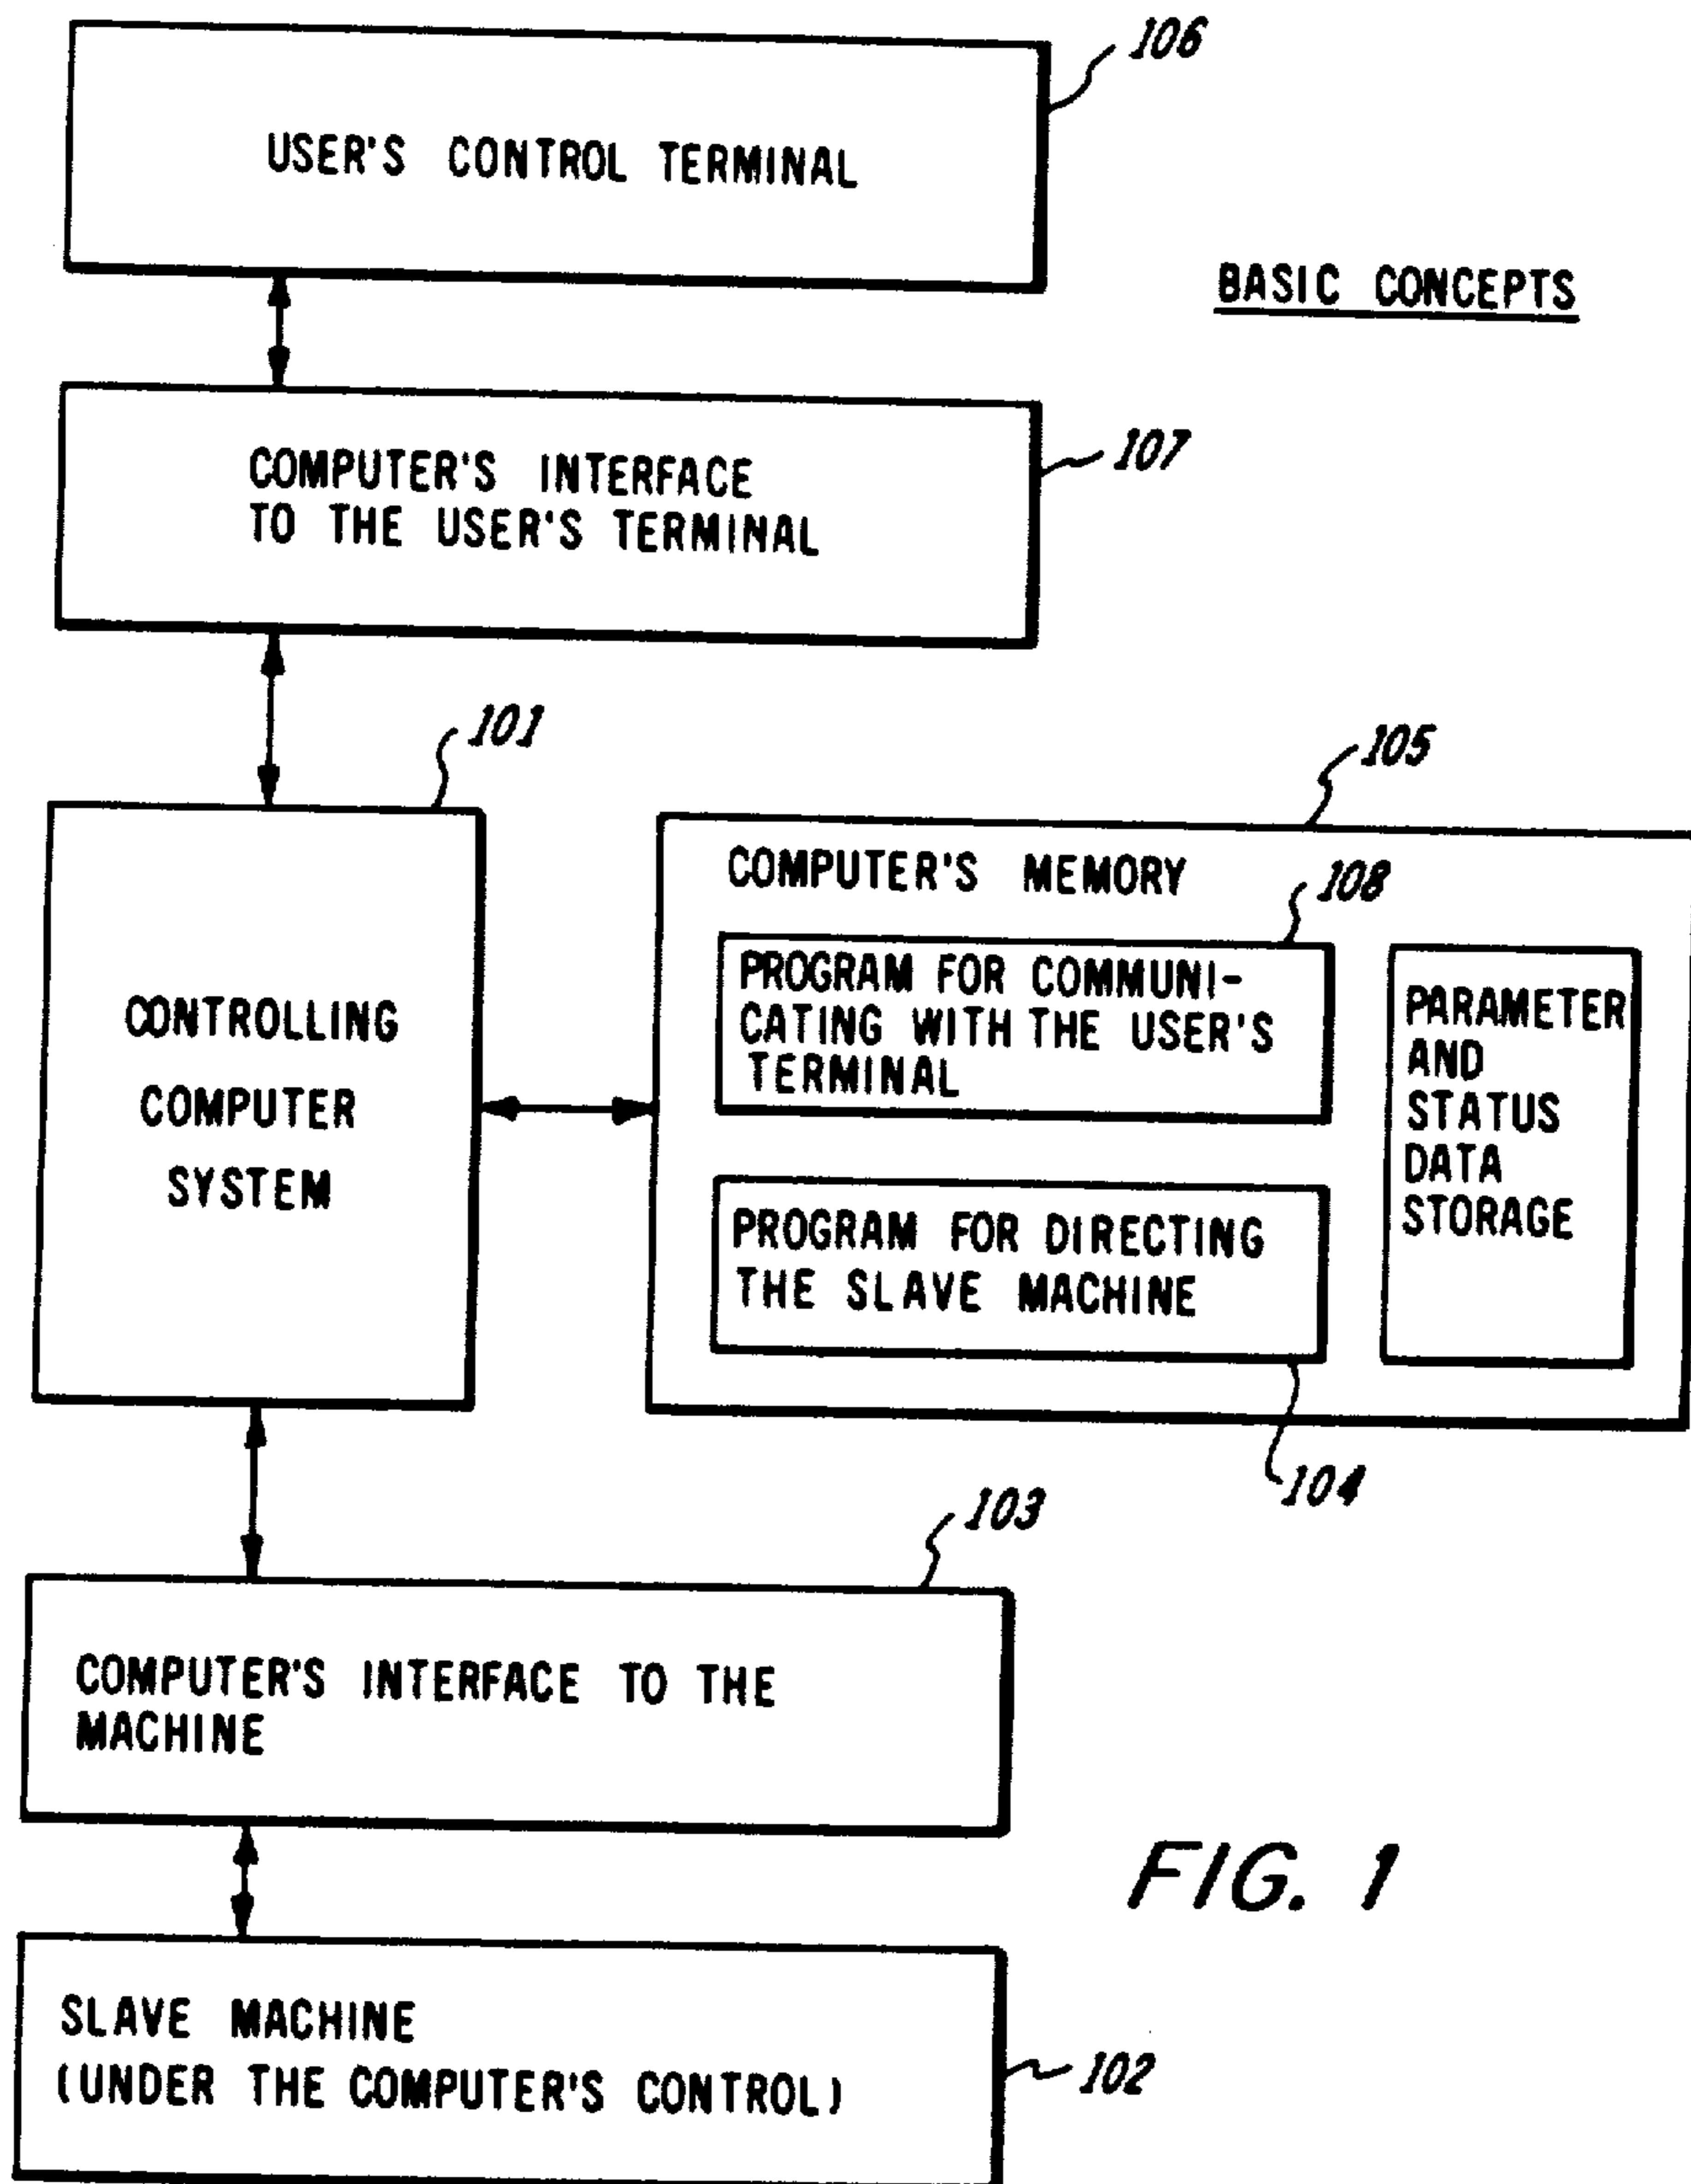 106
USER'S CONTROL TERMINAL
BASIC CONCEPTS
107
COMPUTER'S INTERFACE
TO THE USER'S TERMINAL
101
105
COMPUTER'S MEMORY
108
PROGRAM FOR COMMUNI-
CATING WITH THE USER'S
TERMINAL
PARAMETER
AND
STATUS
DATA
STORAGE
CONTROLLING
COMPUTER
SYSTEM
PROGRAM FOR DIRECTING
THE SLAVE MACHINE
104
103
COMPUTER'S INTERFACE TO THE
MACHINE
FIG. 1
SLAVE MACHINE
(UNDER THE COMPUTER'S CONTROL)
102